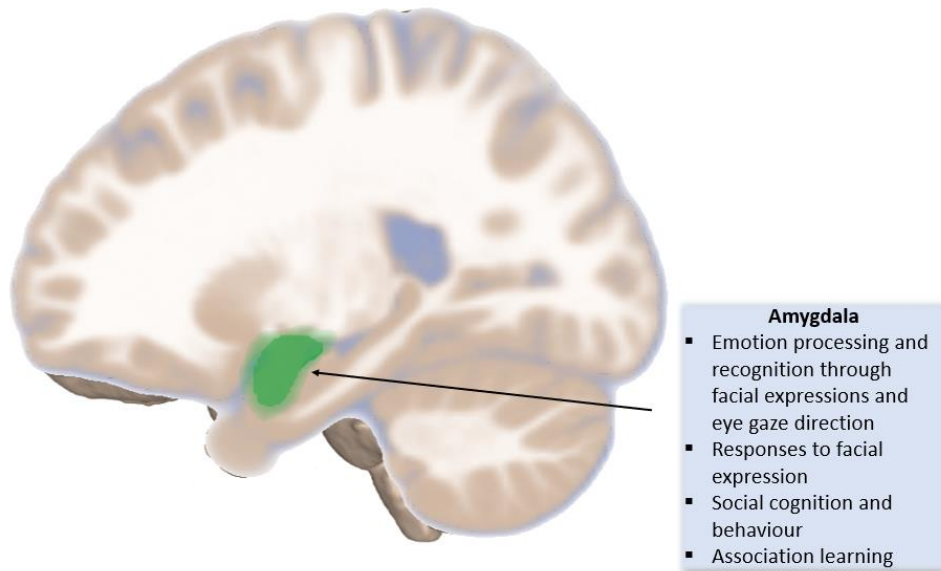 Amygdala
▪ Emotion processing and
recognition through
facial expressions and
eye gaze direction
▪ Responses to facial
expression
▪ Social cognition and
behaviour
▪ Association learning